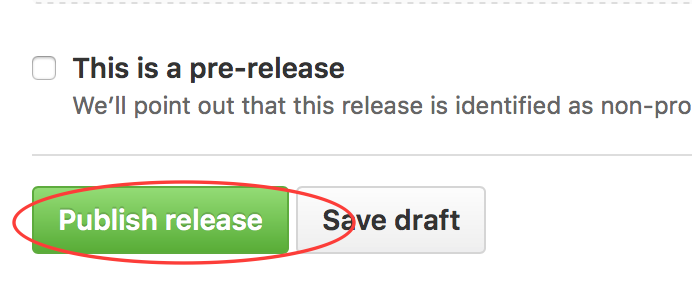 This is a pre-release
We’ll point out that this release is identified as non-pro
Publish release
Save draft